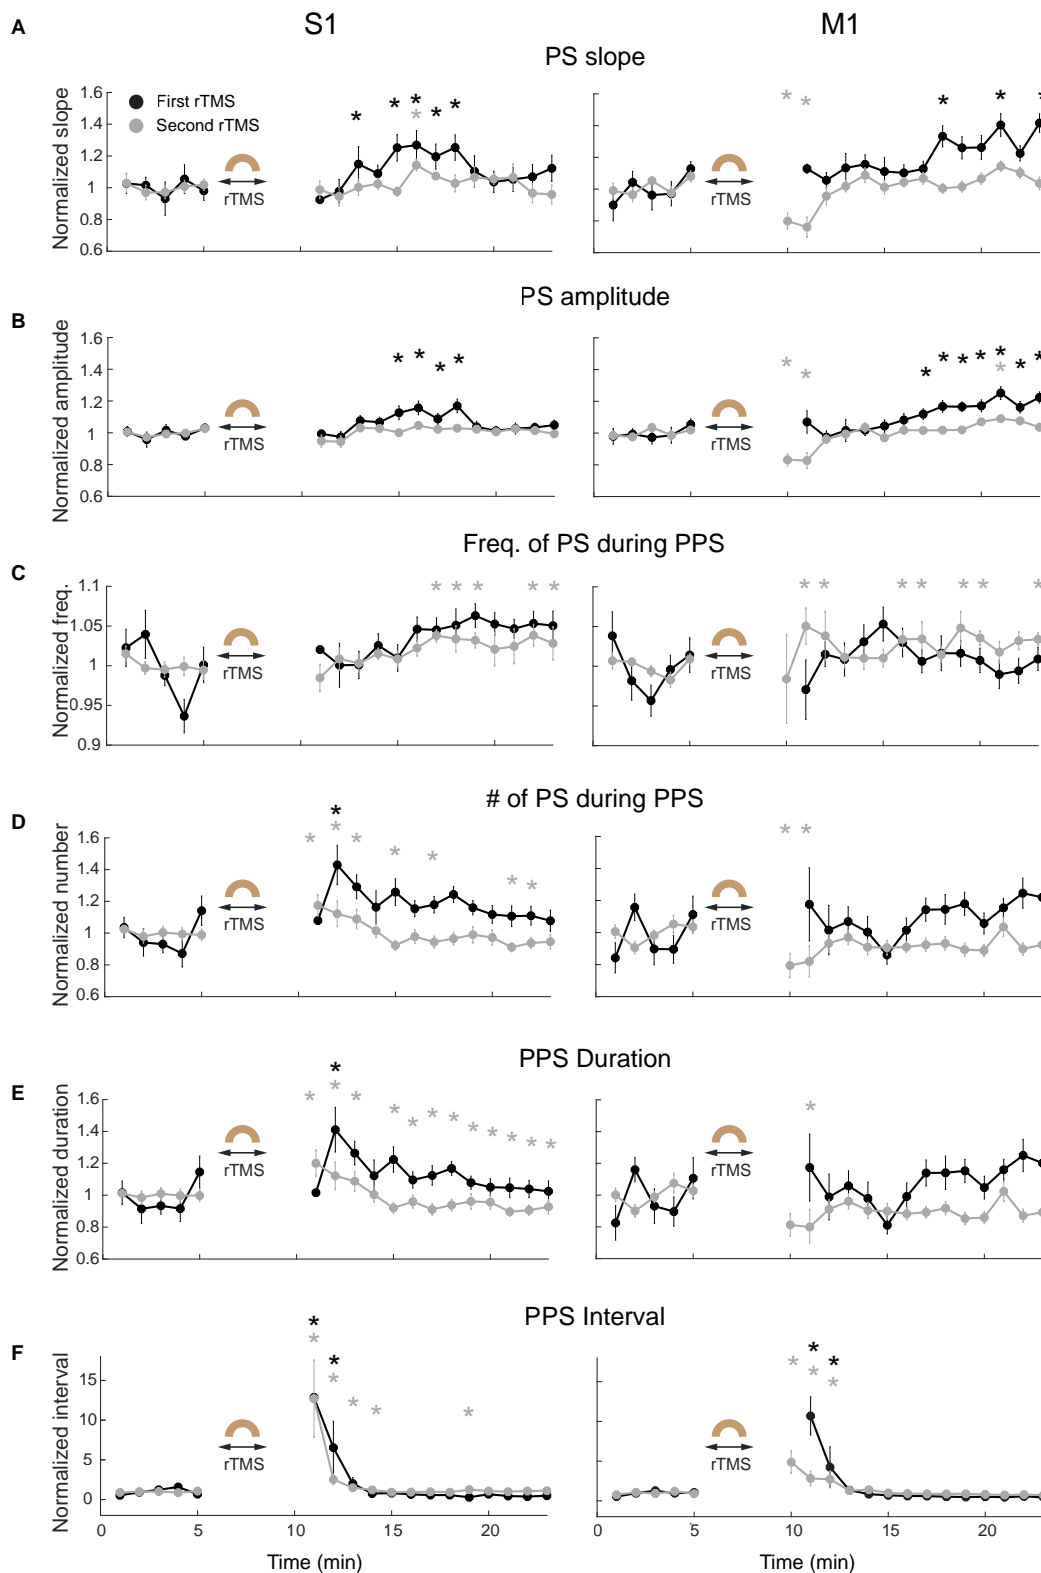 S1 M1
A
PS slope
First rTMS
Second rTMS
Normalized slope
1.6
1.4
1.2
1
0.8
0.6
rTMS
rTMS
* * * * * *
* * * * *
PS amplitude
B
Normalized amplitude
1.6
1.4
1.2
1
0.8
0.6
rTMS
rTMS
* * * *
* * * * * * * * * *
Freq. of PS during PPS
C
Normalized freq.
1.1
1.05
1
0.95
0.9
rTMS
rTMS
* * * * *
* * * * * * *
# of PS during PPS
D
Normalized number
1.6
1.4
1.2
1
0.8
0.6
rTMS
rTMS
* * * * * * * *
* *
PPS Duration
E
Normalized duration
1.6
1.4
1.2
1
0.8
0.6
rTMS
rTMS
* * * * * * * * * * * * *
*
PPS Interval
F
Normalized interval
15
10
5
0
rTMS
rTMS
* * * * * * *
* * * * *
0 5 10 15 20
0 5 10 15 20
Time (min) Time (min)